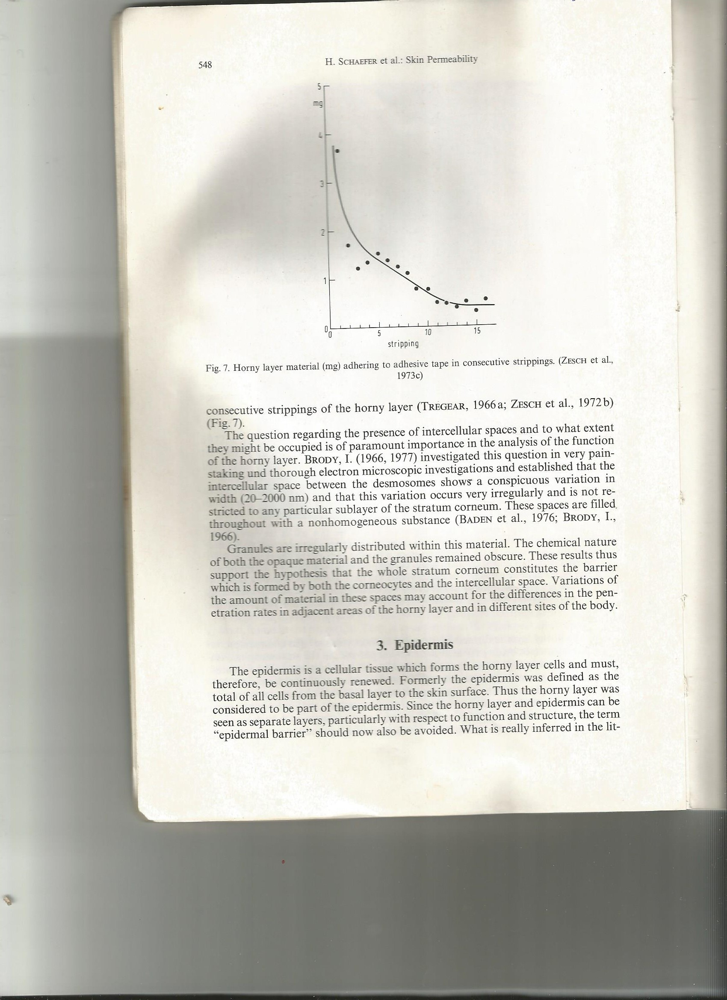 548
H. SCHAEFER et al.: Skin Permeability
5
mg
4
3
2
1
0
0 5 10 15
stripping
Fig. 7. Horny layer material (mg) adhering to adhesive tape in consecutive strippings. (ZESCH et al.,
1973c)
consecutive strippings of the horny layer (TREGEAR, 1966a; ZESCH et al., 1972b)
(Fig. 7).
The question regarding the presence of intercellular spaces and to what extent
they might be occupied is of paramount importance in the analysis of the function
of the horny layer. BRODY, I. (1966, 1977) investigated this question in very pain-
staking und thorough electron microscopic investigations and established that the
intercellular space between the desmosomes shows a conspicuous variation in
width (20–2000 nm) and that this variation occurs very irregularly and is not re-
stricted to any particular sublayer of the stratum corneum. These spaces are filled
throughout with a nonhomogeneous substance (BADEN et al., 1976; BRODY, I.,
1966).
Granules are irregularly distributed within this material. The chemical nature
of both the opaque material and the granules remained obscure. These results thus
support the hypothesis that the whole stratum corneum constitutes the barrier
which is formed by both the corneocytes and the intercellular space. Variations of
the amount of material in these spaces may account for the differences in the pen-
etration rates in adjacent areas of the horny layer and in different sites of the body.
3. Epidermis
The epidermis is a cellular tissue which forms the horny layer cells and must,
therefore, be continuously renewed. Formerly the epidermis was defined as the
total of all cells from the basal layer to the skin surface. Thus the horny layer was
considered to be part of the epidermis. Since the horny layer and epidermis can be
seen as separate layers, particularly with respect to function and structure, the term
“epidermal barrier” should now also be avoided. What is really inferred in the lit-